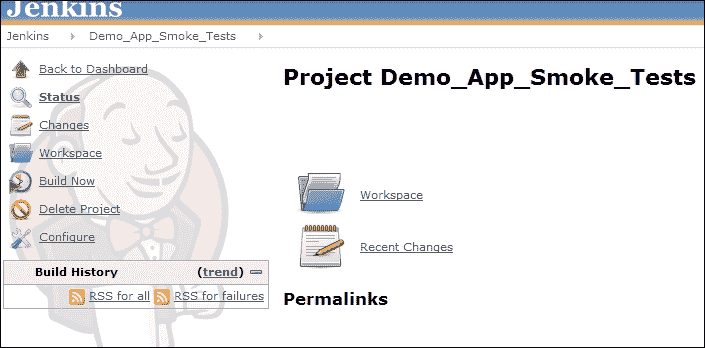 Jenkins
Jenkins Demo_App_Smoke_Tests
Back to Dashboard
Status
Changes
Workspace
Build Now
Delete Project
Configure
Build History (trend)
RSS for all RSS for failures
Project Demo_App_Smoke_Tests
Workspace
Recent Changes
Permalinks